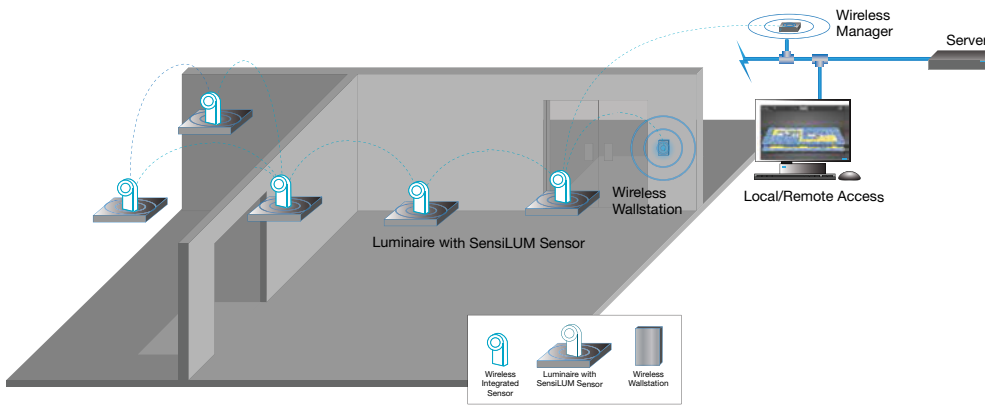 Wireless
Manager
Server
Local/Remote Access
Wireless
Wallstation
Luminaire with SensiLUM Sensor
Wireless
Integrated
Sensor
Luminaire with
SensiLUM Sensor
Wireless
Wallstation